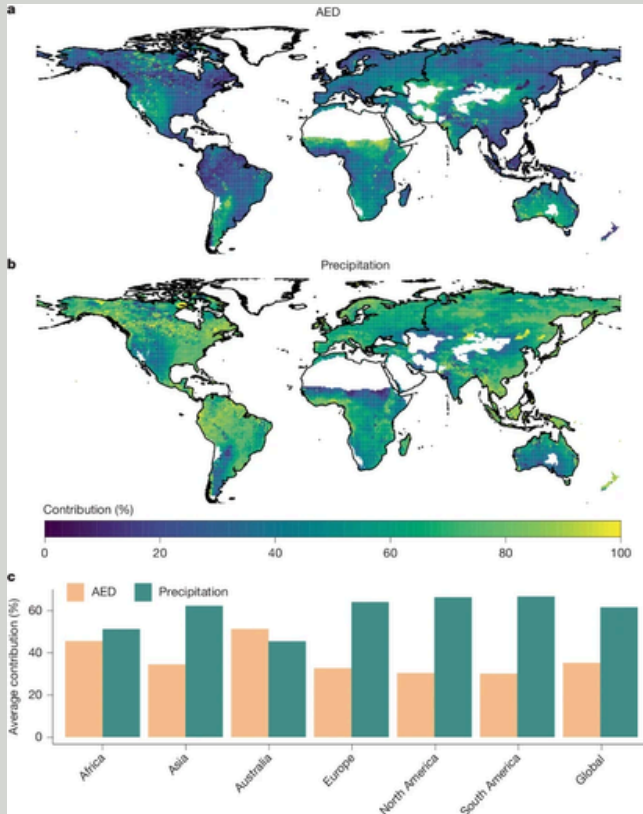 a
AED
b
Precipitation
Contribution (%)
0 20 40 60 80 100
c
AED Precipitation
Average contribution (%)
60
40
20
0
Africa
Asia
Australia
Europe
North America
South America
Global